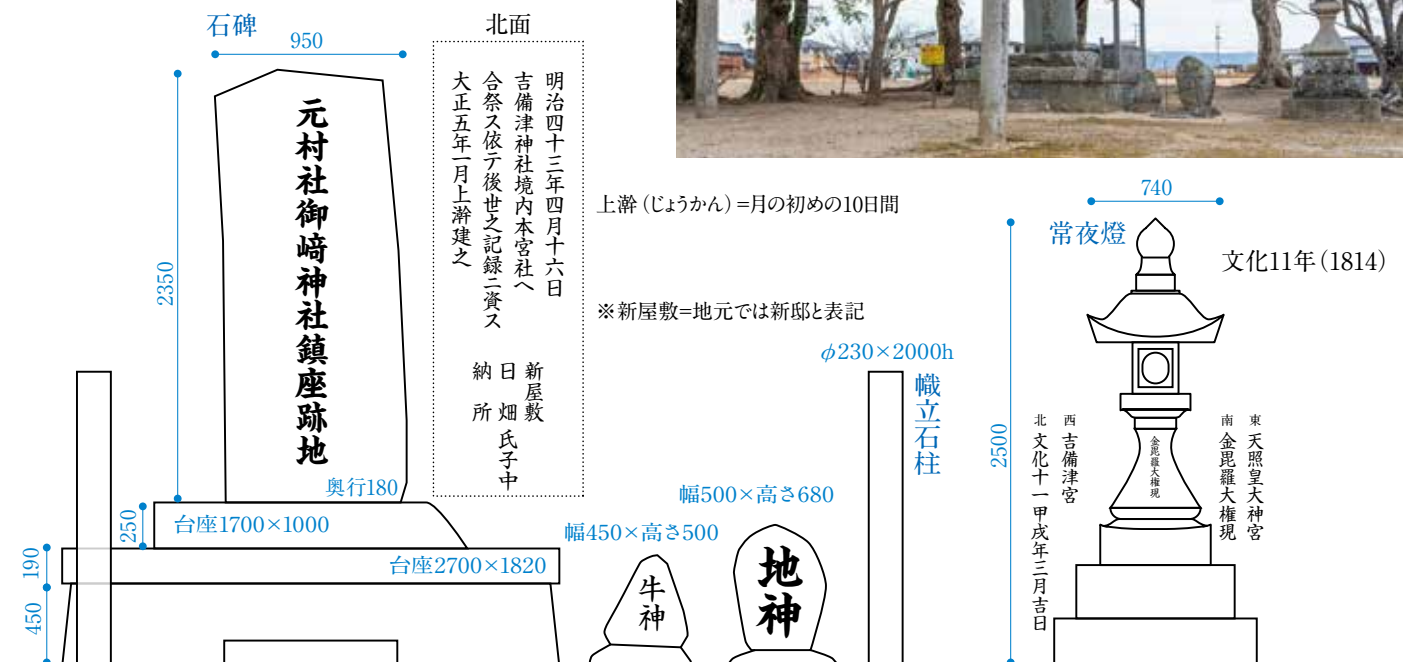 石碑
950
2350
元村社御﨑神社鎮座跡地
奥行180
250
台座1700×1000
190
台座2700×1820
450
北面
明治四十三年四月十六日
吉備津神社境内本宮社へ
合祭ス依テ後世之記録ニ資ス
大正五年一月上澣建之
新屋敷
日畑氏子中
納所
上澣（じょうかん）=月の初めの10日間
※新屋敷=地元では新邸と表記
φ230×2000h
幟立石柱
幅450×高さ500
牛神
幅500×高さ680
地神
740
常夜燈
文化11年（1814）
2500
東 天照皇大神宮
南 金毘羅大権現
金毘羅大権現
西 吉備津宮
北 文化十一甲戌年三月吉日